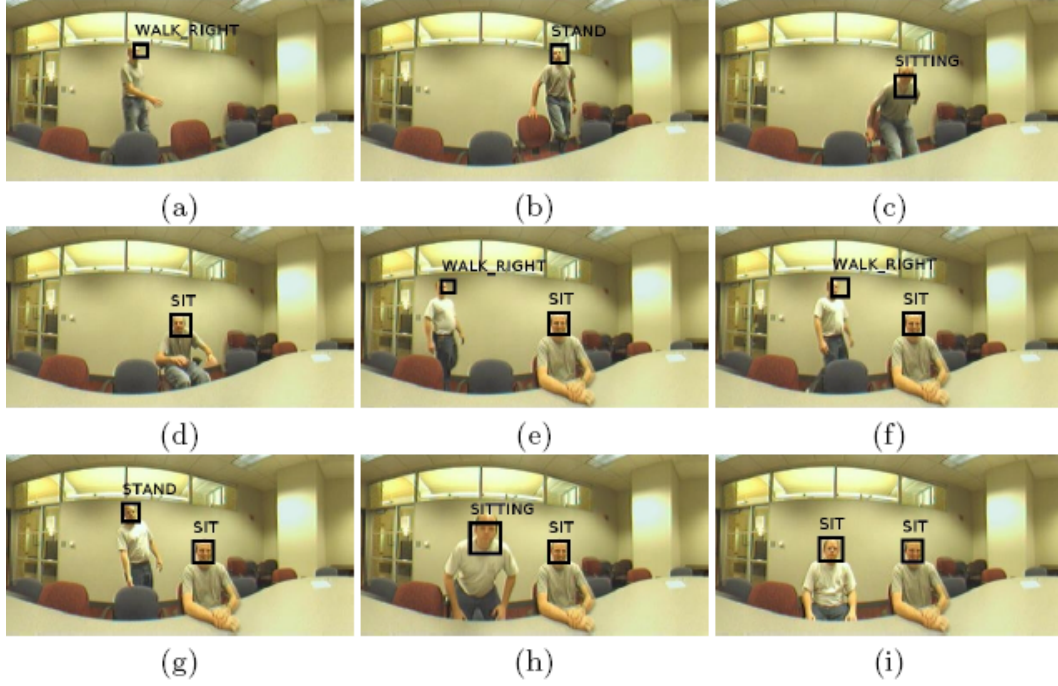 WALK_RIGHT
STAND
SITTING
(a)
(b)
(c)
SIT
WALK_RIGHT
SIT
WALK_RIGHT
SIT
(d)
(e)
(f)
STAND
SIT
SITTING
SIT
SIT
SIT
(g)
(h)
(i)